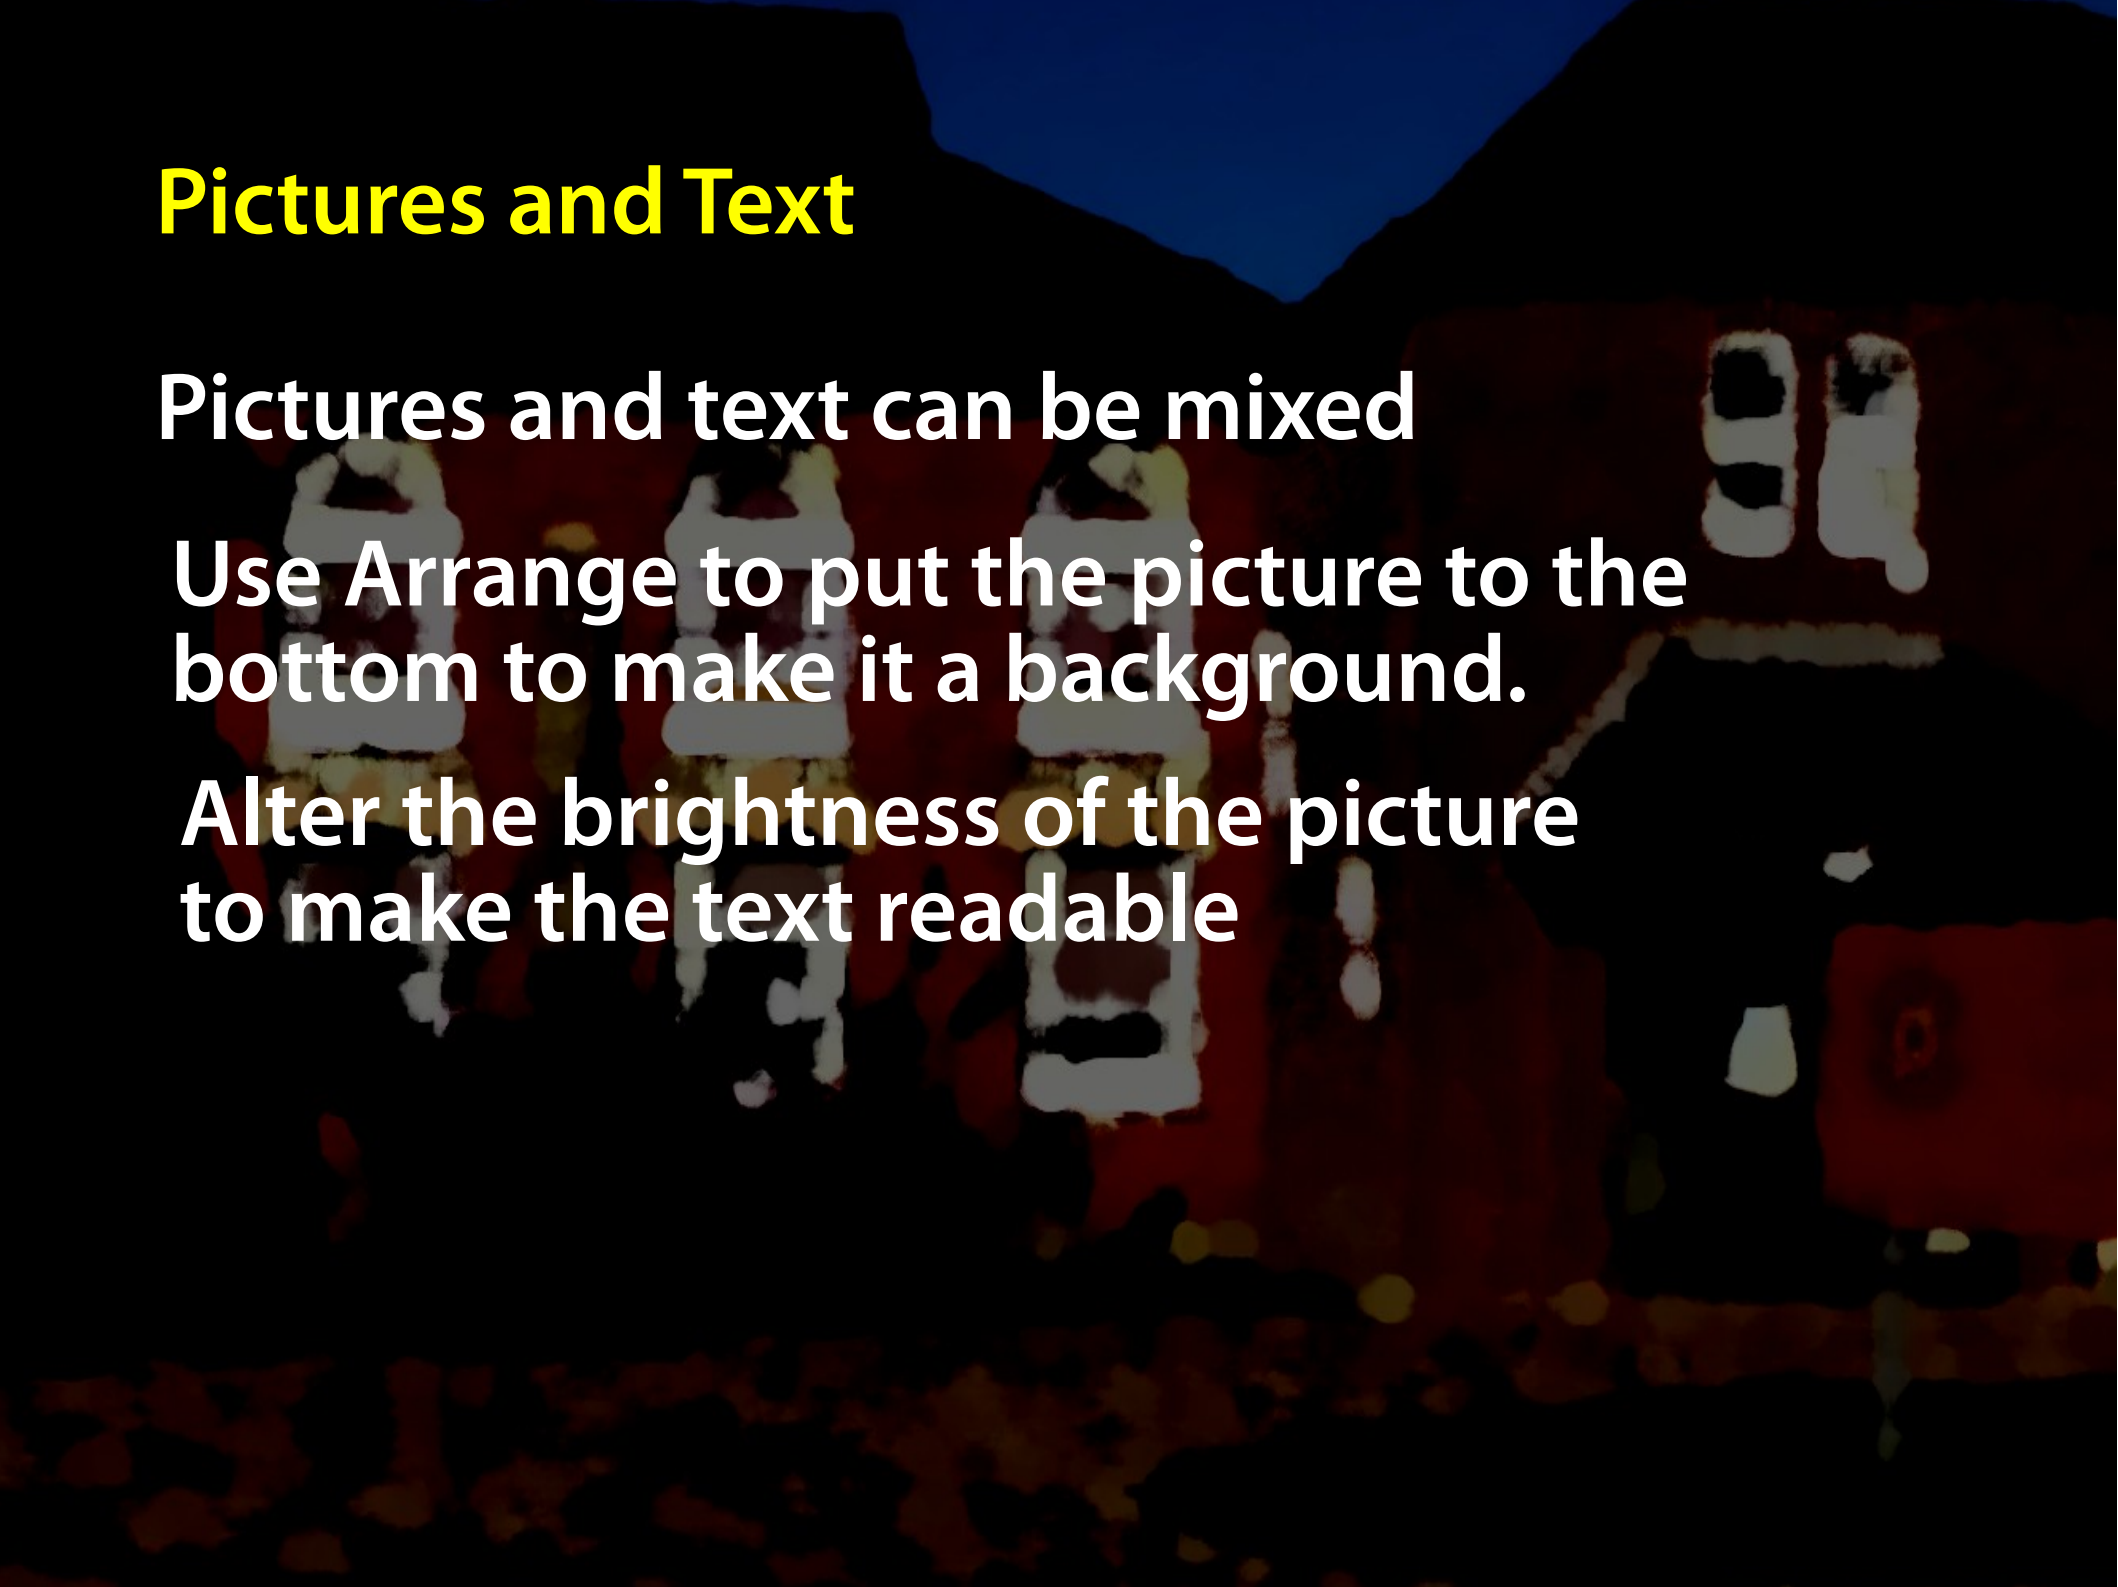 Pictures and Text
Pictures and text can be mixed
Use Arrange to put the picture to the
bottom to make it a background.
Alter the brightness of the picture
to make the text readable